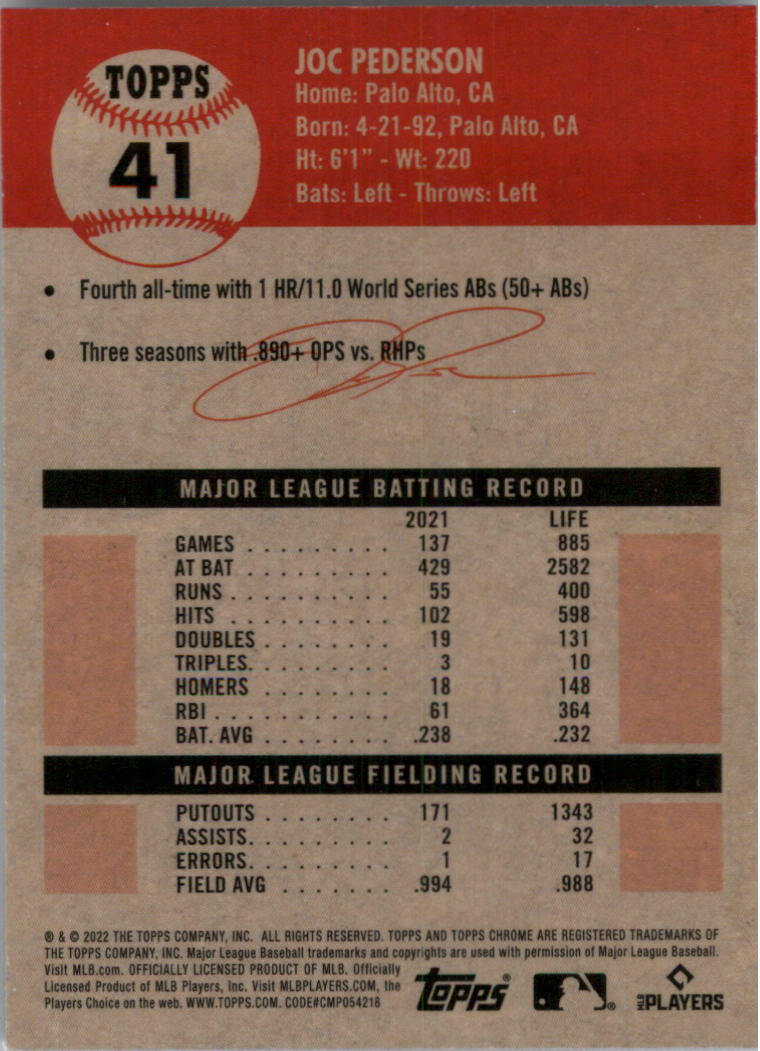 TOPPS
41
JOC PEDERSON
Home: Palo Alto, CA
Born: 4-21-92, Palo Alto, CA
Ht: 6'1" - Wt: 220
Bats: Left - Throws: Left
• Fourth all-time with 1 HR/11.0 World Series ABs (50+ ABs)
• Three seasons with .890+ OPS vs. RHPs
MAJOR LEAGUE BATTING RECORD
2021 LIFE
GAMES . . . . . . . . . 137 885
AT BAT . . . . . . . . . 429 2582
RUNS . . . . . . . . . . 55 400
HITS . . . . . . . . . . 102 598
DOUBLES . . . . . . . . 19 131
TRIPLES. . . . . . . . . 3 10
HOMERS . . . . . . . . 18 148
RBI . . . . . . . . . . . 61 364
BAT. AVG . . . . . . . . .238 .232
MAJOR LEAGUE FIELDING RECORD
PUTOUTS . . . . . . . . 171 1343
ASSISTS. . . . . . . . . 2 32
ERRORS. . . . . . . . . 1 17
FIELD AVG . . . . . . . .994 .988
® & © 2022 THE TOPPS COMPANY, INC. ALL RIGHTS RESERVED. TOPPS AND TOPPS CHROME ARE REGISTERED TRADEMARKS OF
THE TOPPS COMPANY, INC. Major League Baseball trademarks and copyrights are used with permission of Major League Baseball.
Visit MLB.com. OFFICIALLY LICENSED PRODUCT OF MLB. Officially
Licensed Product of MLB Players, Inc. Visit MLBPLAYERS.COM, the
Players Choice on the web. WWW.TOPPS.COM. CODE#CMP054218
Topps®
®
MLB PLAYERS